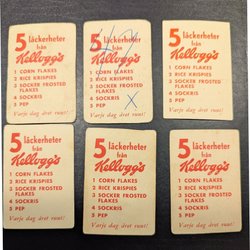 5 läckerheter
från
Kellogg's
1 CORN FLAKES
2 RICE KRISPIES
3 SOCKER FROSTED
FLAKES
4 SOCKRIS
5 PEP
Varje dag året runt!
5 läckerheter
från
Kellogg's
1 CORN FLAKES
2 RICE KRISPIES
3 SOCKER FROSTED
FLAKES
4 SOCKRIS
5 PEP
Varje dag året runt!
5 läckerheter
från
Kellogg's
1 CORN FLAKES
2 RICE KRISPIES
3 SOCKER FROSTED
FLAKES
4 SOCKRIS
5 PEP
Varje dag året runt!
5 läckerheter
från
Kellogg's
1 CORN FLAKES
2 RICE KRISPIES
3 SOCKER FROSTED
FLAKES
4 SOCKRIS
5 PEP
Varje dag året runt!
5 läckerheter
från
Kellogg's
1 CORN FLAKES
2 RICE KRISPIES
3 SOCKER FROSTED
FLAKES
4 SOCKRIS
5 PEP
Varje dag året runt!
5 läckerheter
från
Kellogg's
1 CORN FLAKES
2 RICE KRISPIES
3 SOCKER FROSTED
FLAKES
4 SOCKRIS
5 PEP
Varje dag året runt!